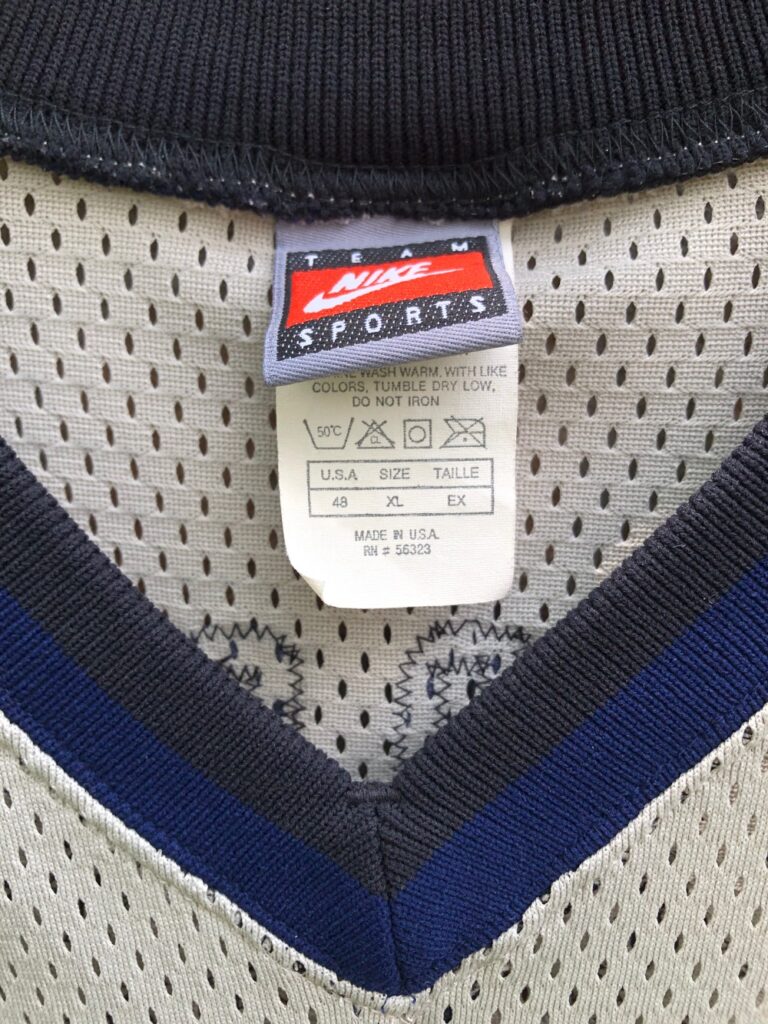 TEAM
NIKE
SPORTS
WASH WARM, WITH LIKE
COLORS, TUMBLE DRY LOW,
DO NOT IRON
50°C CL
U.S.A SIZE TAILLE
48 XL EX
MADE IN U.S.A.
RN # 56323